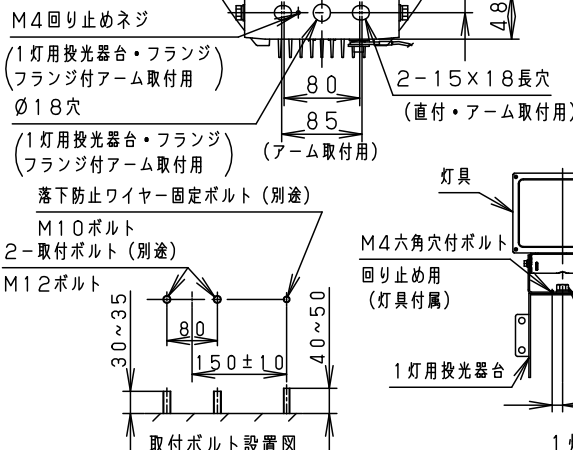 M4回り止めネジ
(1灯用投光器台・フランジ
フランジ付アーム取付用)
Ø18穴
(1灯用投光器台・フランジ
フランジ付アーム取付用)
48
80
85
(アーム取付用)
2-15×18長穴
(直付・アーム取付用)
落下防止ワイヤー固定ボルト(別途)
M10ボルト
2-取付ボルト(別途)
M12ボルト
30~35
80
150±10
40~50
取付ボルト設置図
灯具
M4六角穴付ボルト
回り止め用
(灯具付属)
1灯用投光器台